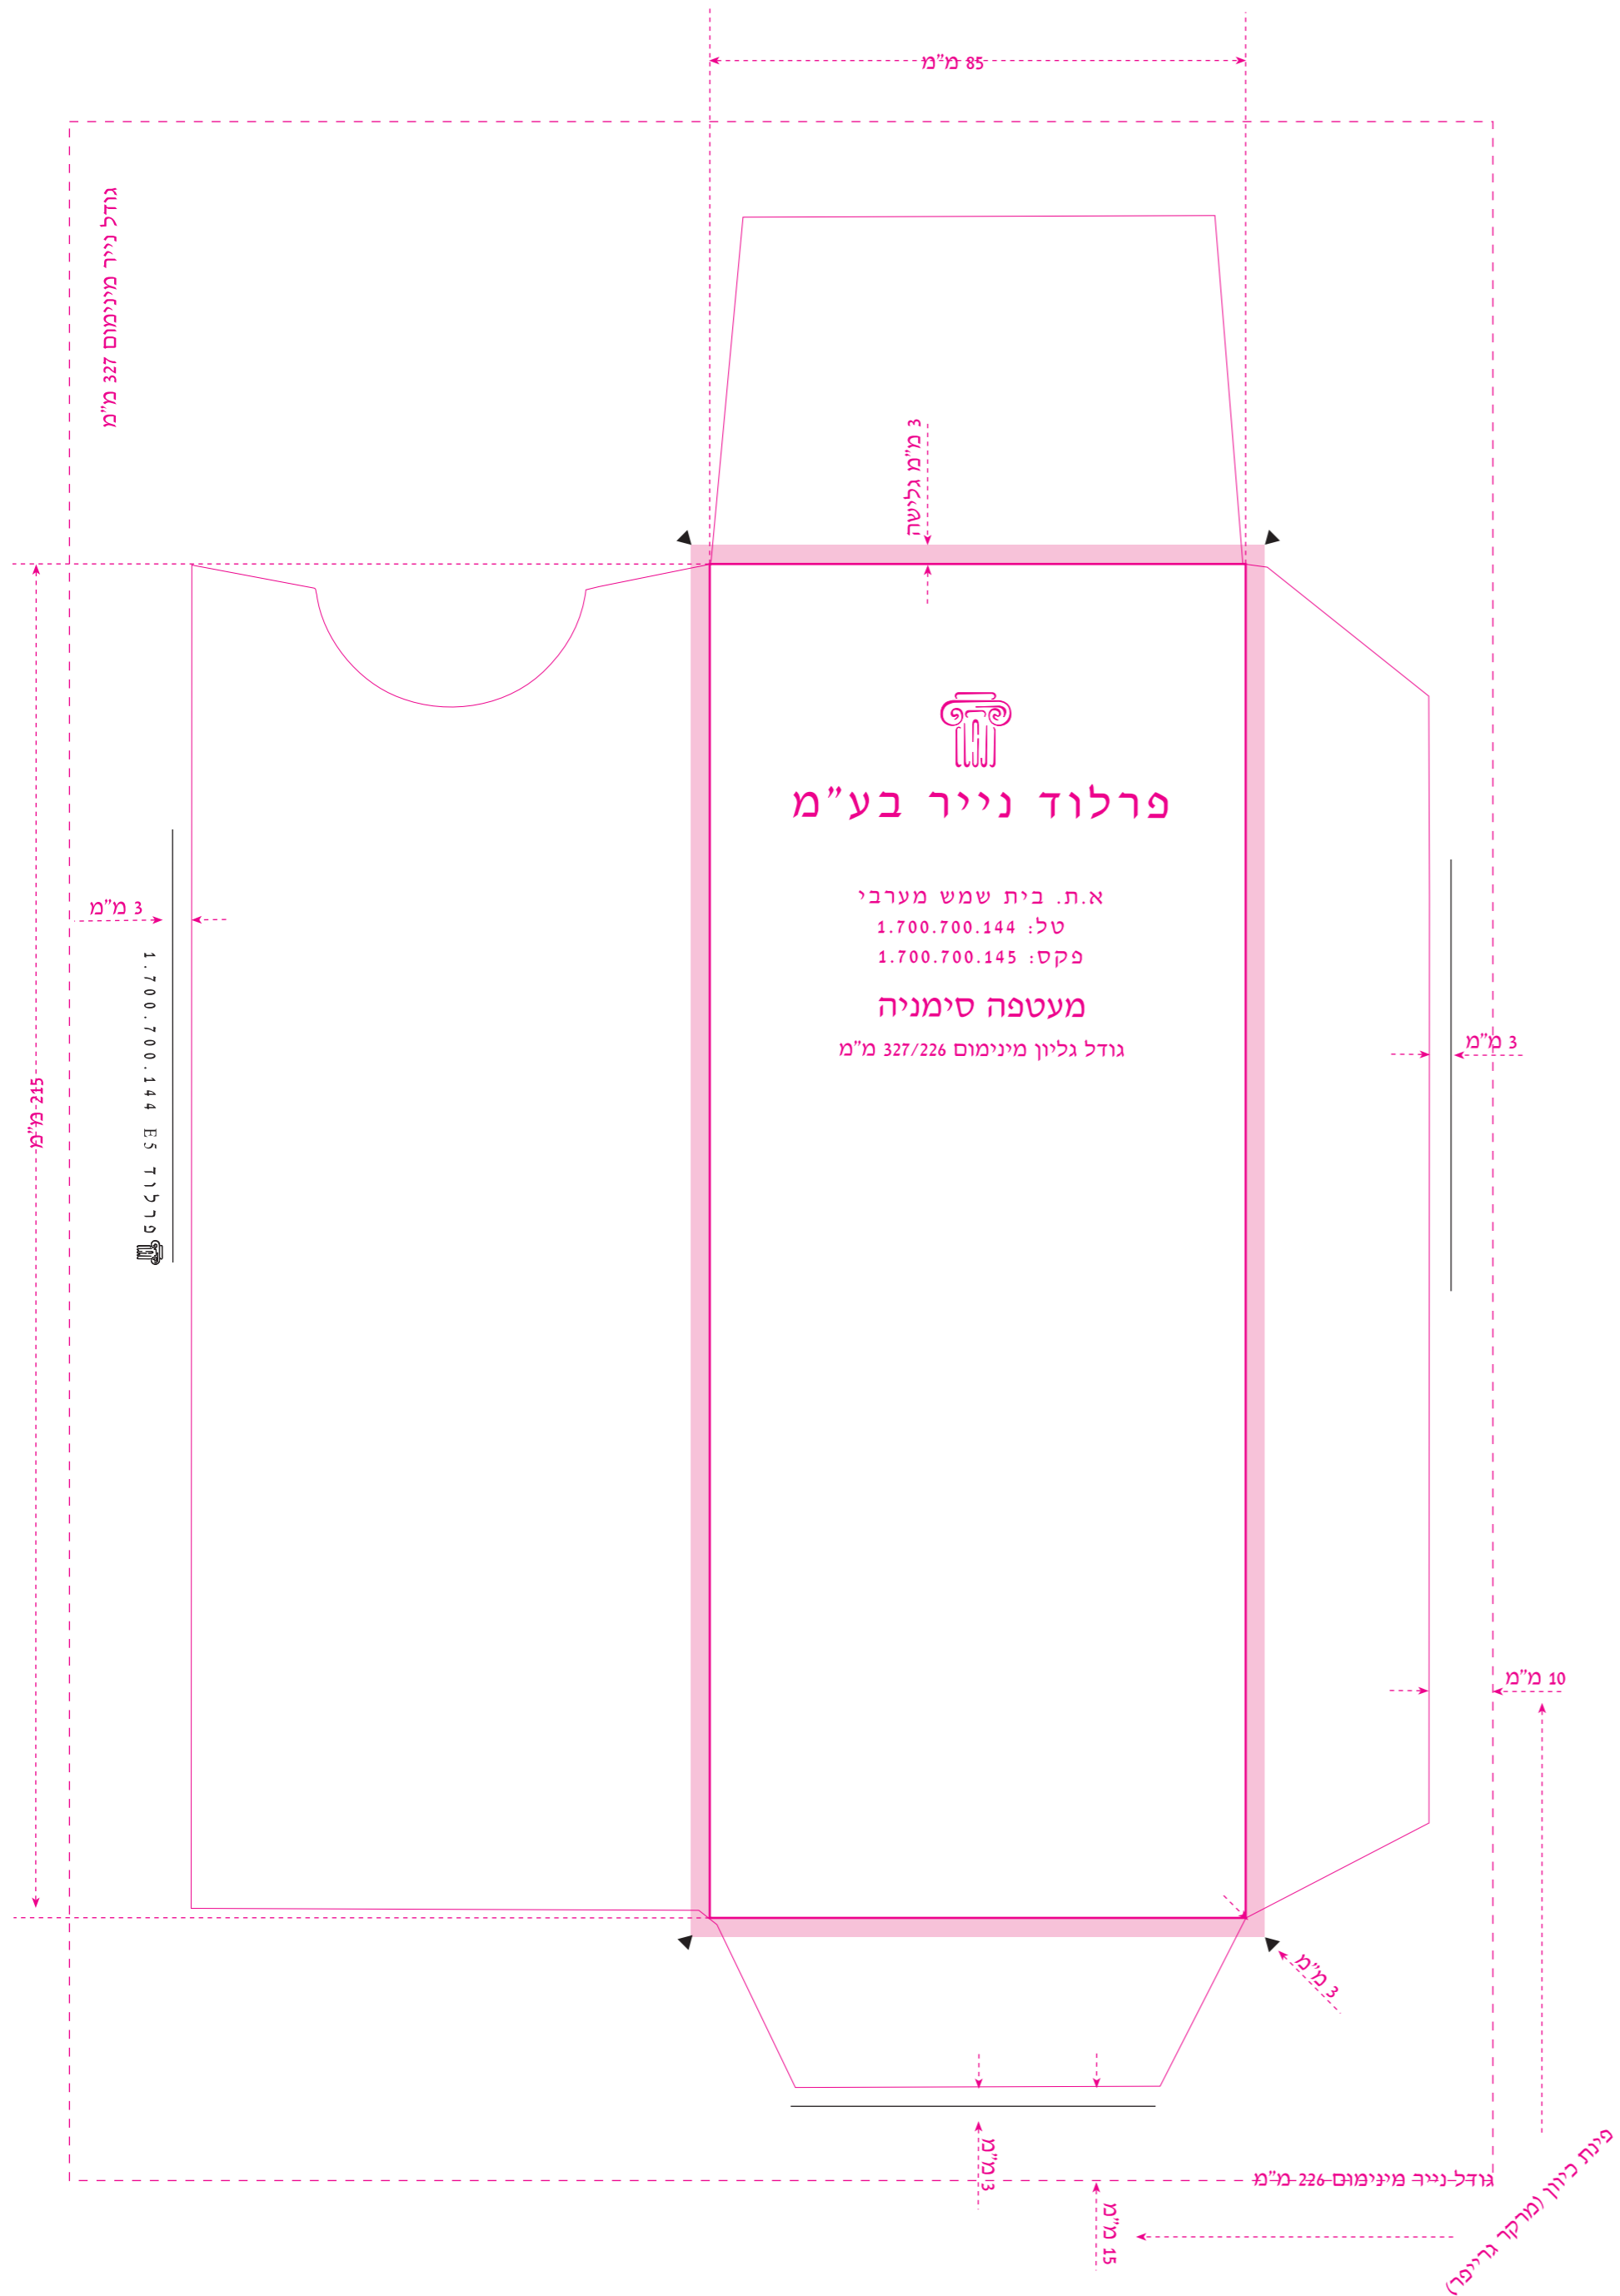 85 מ"מ
גודל נייר מינימום 327 מ"מ
3 מ"מ גלישה
פרלוד נייר בע"מ
א.ת. בית שמש מערבי
טל: 1.700.700.144
פקס: 1.700.700.145
מעטפה סימניה
גודל גליון מינימום 327/226 מ"מ
3 מ"מ
3 מ"מ
215 מ"מ
פרלוד E5 1.700.700.144
10 מ"מ
3 מ"מ
3 מ"מ
גודל נייר מינימום 226 מ"מ
15 מ"מ
פינת כיוון (מרקר גרייפר)